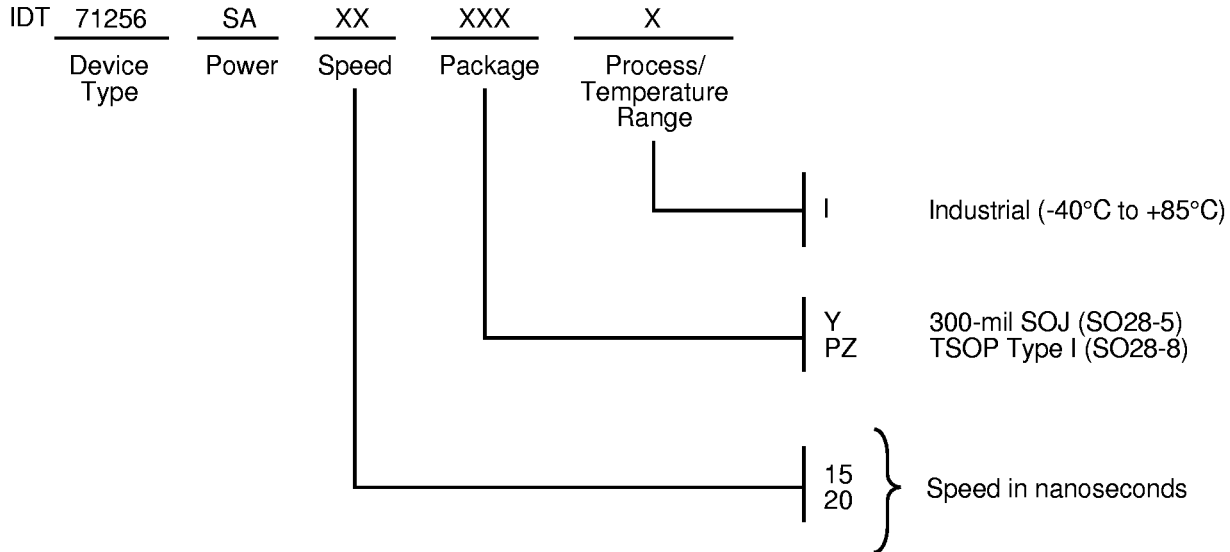 IDT 71256 SA XX XXX X
Device Type
Power
Speed
Package
Process/
Temperature
Range
I Industrial (-40°C to +85°C)
Y 300-mil SOJ (SO28-5)
PZ TSOP Type I (SO28-8)
15
20
Speed in nanoseconds